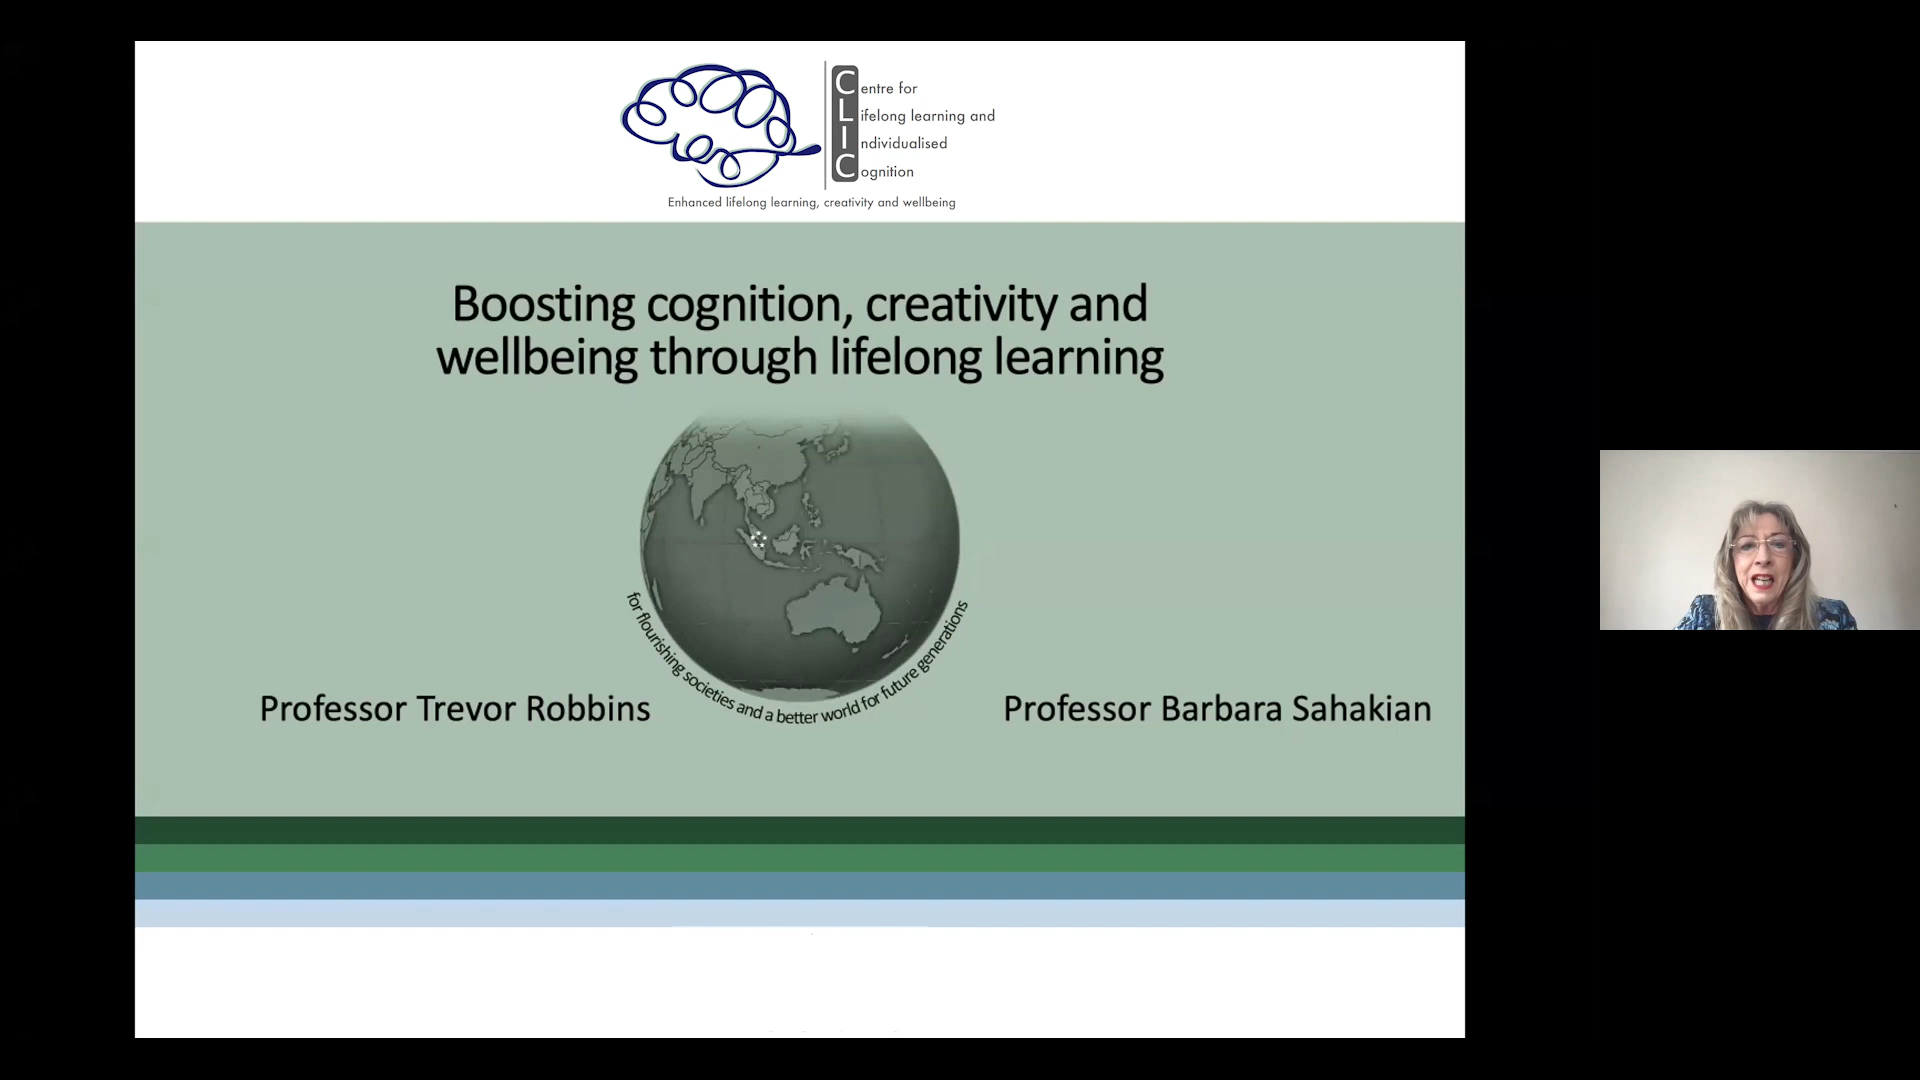 Centre for
Lifelong learning and
Individualised
Cognition
Enhanced lifelong learning, creativity and wellbeing
Boosting cognition, creativity and
wellbeing through lifelong learning
for flourishing societies and a better world for future generations
Professor Trevor Robbins
Professor Barbara Sahakian